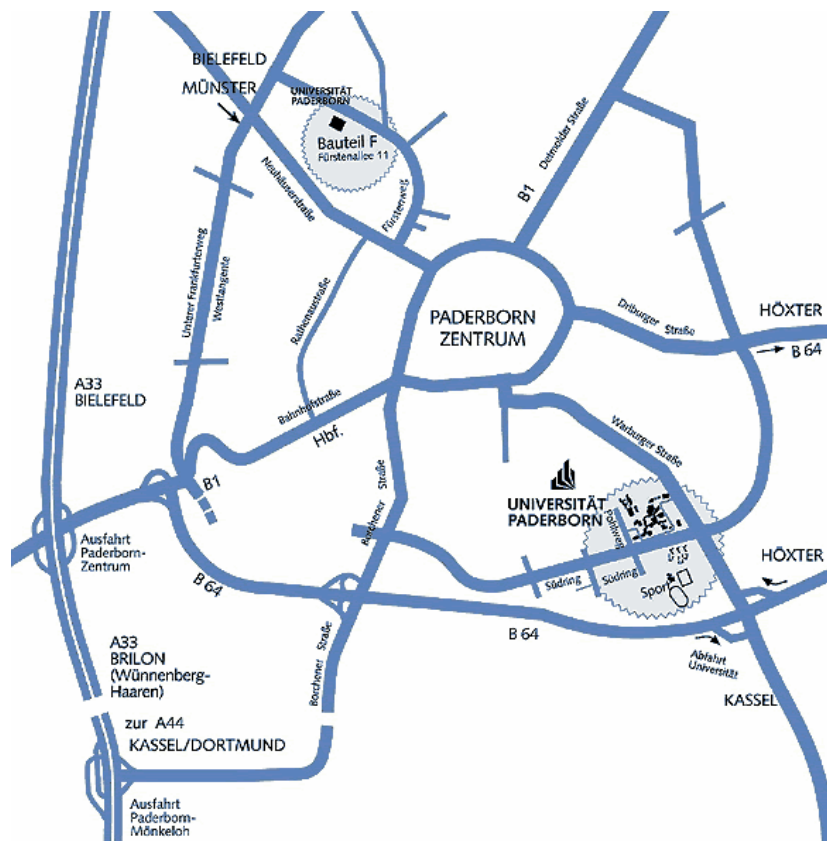 BIELEFELD
MÜNSTER
UNIVERSITÄT
PADERBORN
Bauteil F
Fürstenallee 11
Neuhäuserstraße
Fürstenweg
B1
Detmolder Straße
Unterer Frankfurterweg
Westtangente
Rathenaustraße
PADERBORN
ZENTRUM
Driburger Straße
HÖXTER
B 64
A33
BIELEFELD
Bahnhofstraße
Hbf.
B1
Warburger Straße
Borchener Straße
UNIVERSITÄT
PADERBORN
Pohlweg
Ausfahrt
Paderborn-
Zentrum
Südring
Südring
Sport
HÖXTER
B 64
B 64
Abfahrt
Universität
A33
BRILON
(Wünnenberg-
Haaren)
Borchener Straße
KASSEL
zur A44
KASSEL/DORTMUND
Ausfahrt
Paderborn-
Mönkeloh